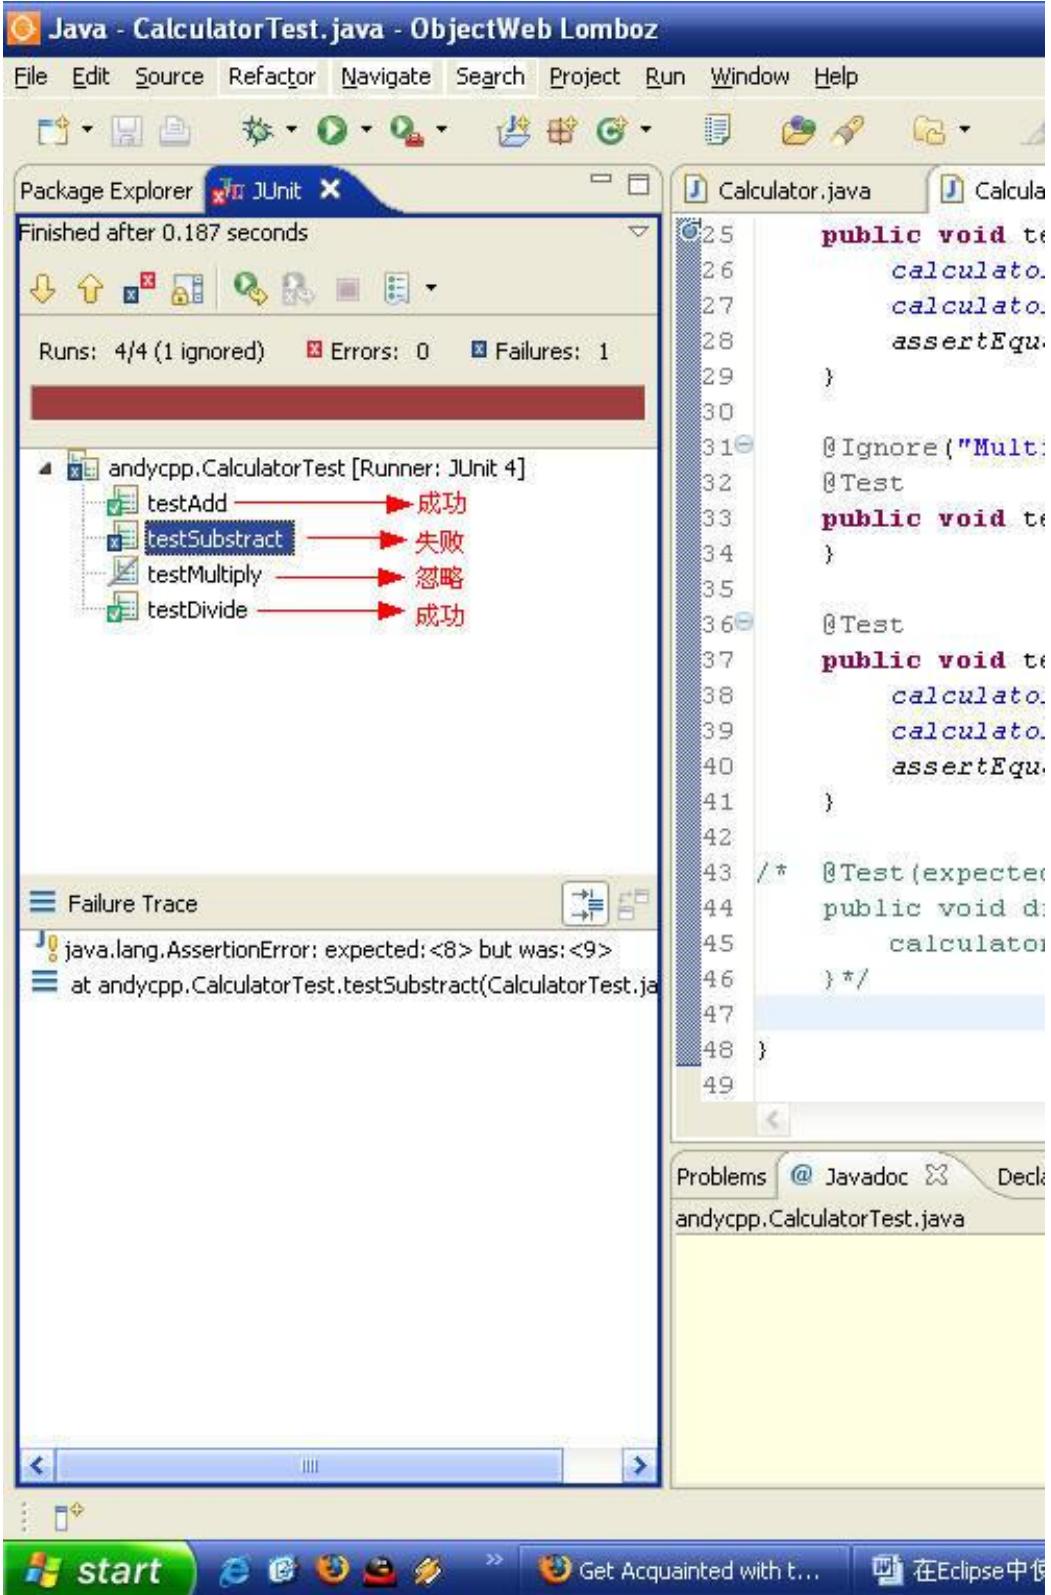 Java - CalculatorTest.java - ObjectWeb Lomboz
File Edit Source Refactor Navigate Search Project Run Window Help
Package Explorer JUnit
Finished after 0.187 seconds
Runs: 4/4 (1 ignored) Errors: 0 Failures: 1
andycpp.CalculatorTest [Runner: JUnit 4]
testAdd 成功
testSubstract 失败
testMultiply 忽略
testDivide 成功
Failure Trace
java.lang.AssertionError: expected:<8> but was:<9>
at andycpp.CalculatorTest.testSubstract(CalculatorTest.ja
Calculator.java Calcula
25 public void te
26 calculato
27 calculato
28 assertEqu
29 }
30
31 @Ignore("Multi
32 @Test
33 public void te
34 }
35
36 @Test
37 public void te
38 calculato
39 calculato
40 assertEqu
41 }
42
43 /* @Test(expected
44 public void di
45 calculator
46 }*/
47
48 }
49
Problems @ Javadoc Decla
andycpp.CalculatorTest.java
start Get Acquainted with t... 在Eclipse中使